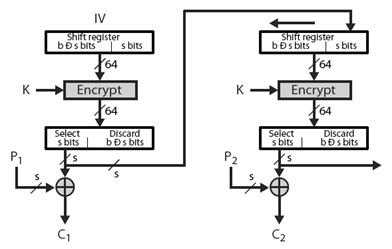 IV
Shift register
b Ð s bits | s bits
Shift register
b Ð s bits | s bits
64
64
K
Encrypt
K
Encrypt
64
64
Select
s bits
Discard
b Ð s bits
Select
s bits
Discard
b Ð s bits
P1
s
s
s
P2
s
s
C1
C2